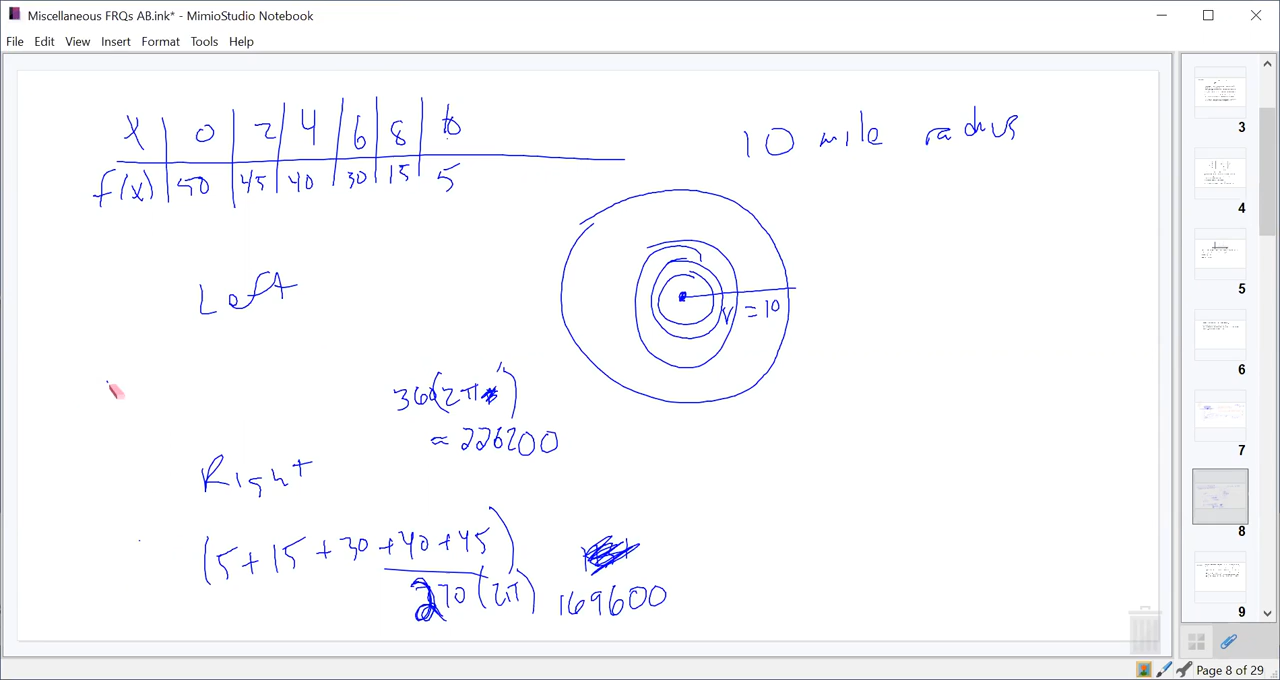 Miscellaneous FRQs AB.ink* - MimioStudio Notebook
File Edit View Insert Format Tools Help
x 0 2 4 6 8 10
f(x) 50 45 40 30 15 5
10 mile radius
r = 10
Left
360(2π)
≈ 226200
Right
(5+15+30+40+45)
270(2π) 169600
3
4
5
6
7
8
9
Page 8 of 29